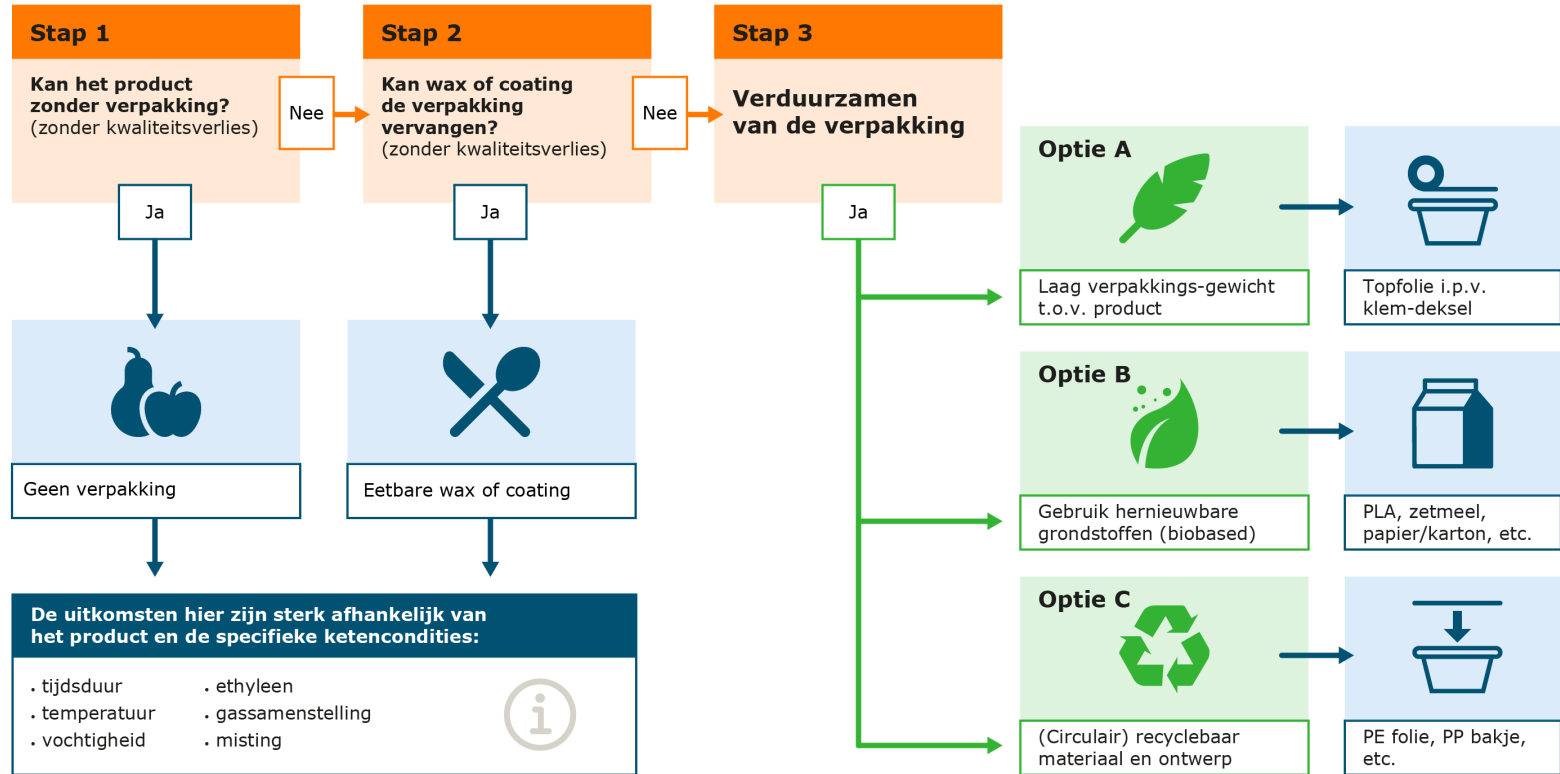 Stap 1
Kan het product
zonder verpakking?
(zonder kwaliteitsverlies)
Nee
Ja
Geen verpakking
Stap 2
Kan wax of coating
de verpakking
vervangen?
(zonder kwaliteitsverlies)
Nee
Ja
Eetbare wax of coating
De uitkomsten hier zijn sterk afhankelijk van
het product en de specifieke ketencondities:
• tijdsduur
• temperatuur
• vochtigheid
• ethyleen
• gassamenstelling
• misting
Stap 3
Verduurzamen
van de verpakking
Ja
Optie A
Laag verpakkings-gewicht
t.o.v. product
Topfolie i.p.v.
klem-deksel
Optie B
Gebruik hernieuwbare
grondstoffen (biobased)
PLA, zetmeel,
papier/karton, etc.
Optie C
(Circulair) recyclebaar
materiaal en ontwerp
PE folie, PP bakje,
etc.